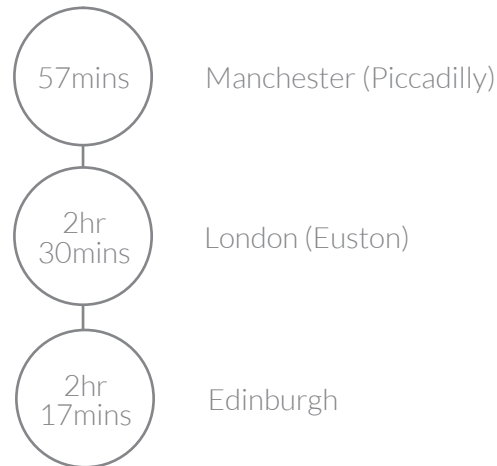 57mins
Manchester (Piccadilly)
2hr
30mins
London (Euston)
2hr
17mins
Edinburgh